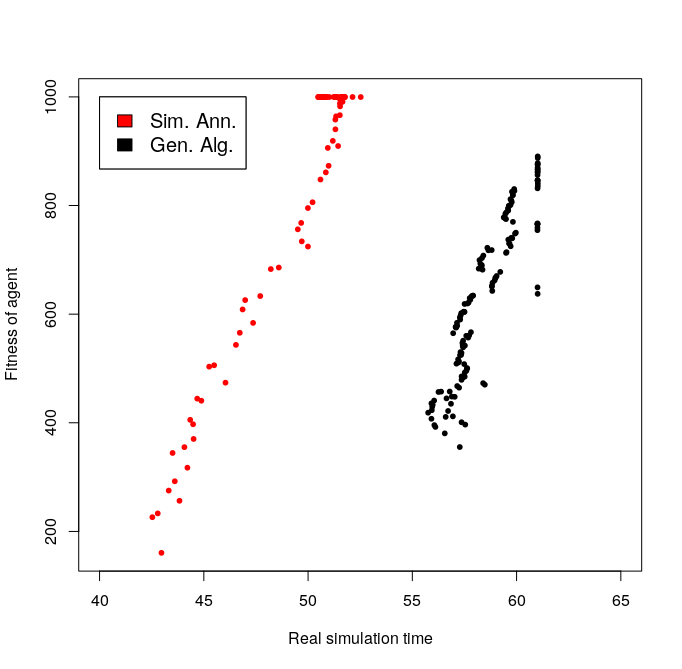 1000
800
600
400
200
Fitness of agent
Sim. Ann.
Gen. Alg.
40 45 50 55 60 65
Real simulation time